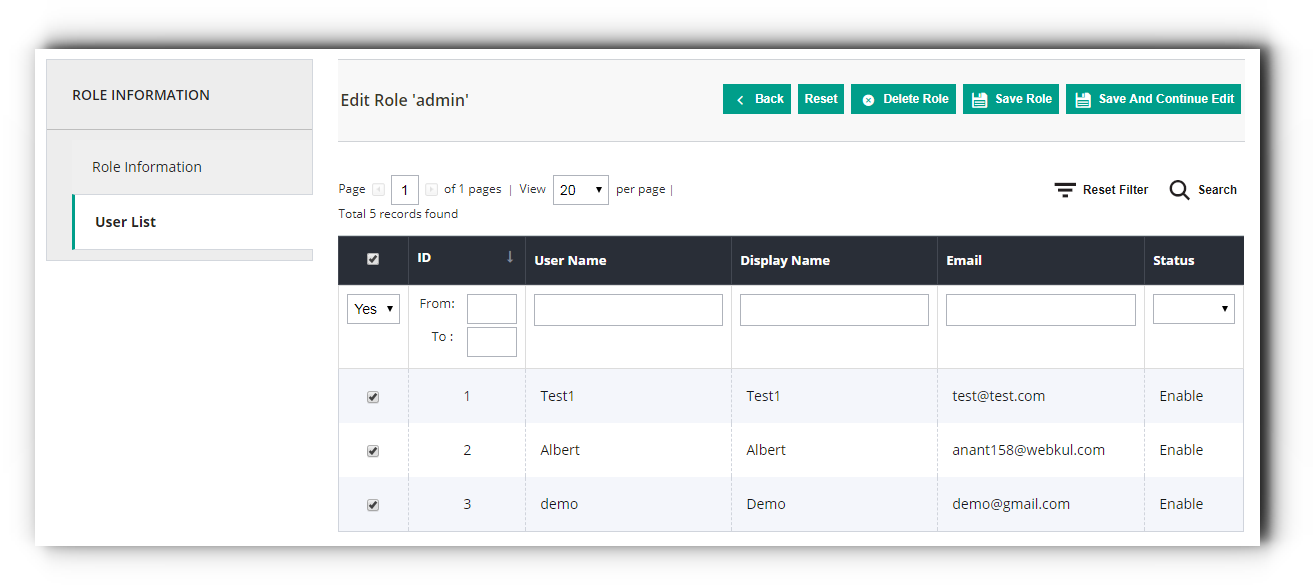 ROLE INFORMATION
Role Information
User List
Edit Role 'admin'
Back Reset Delete Role Save Role Save And Continue Edit
Page 1 of 1 pages | View 20 per page |
Total 5 records found
Reset Filter Search
ID User Name Display Name Email Status
Yes From:
To :
1 Test1 Test1 test@test.com Enable
2 Albert Albert anant158@webkul.com Enable
3 demo Demo demo@gmail.com Enable